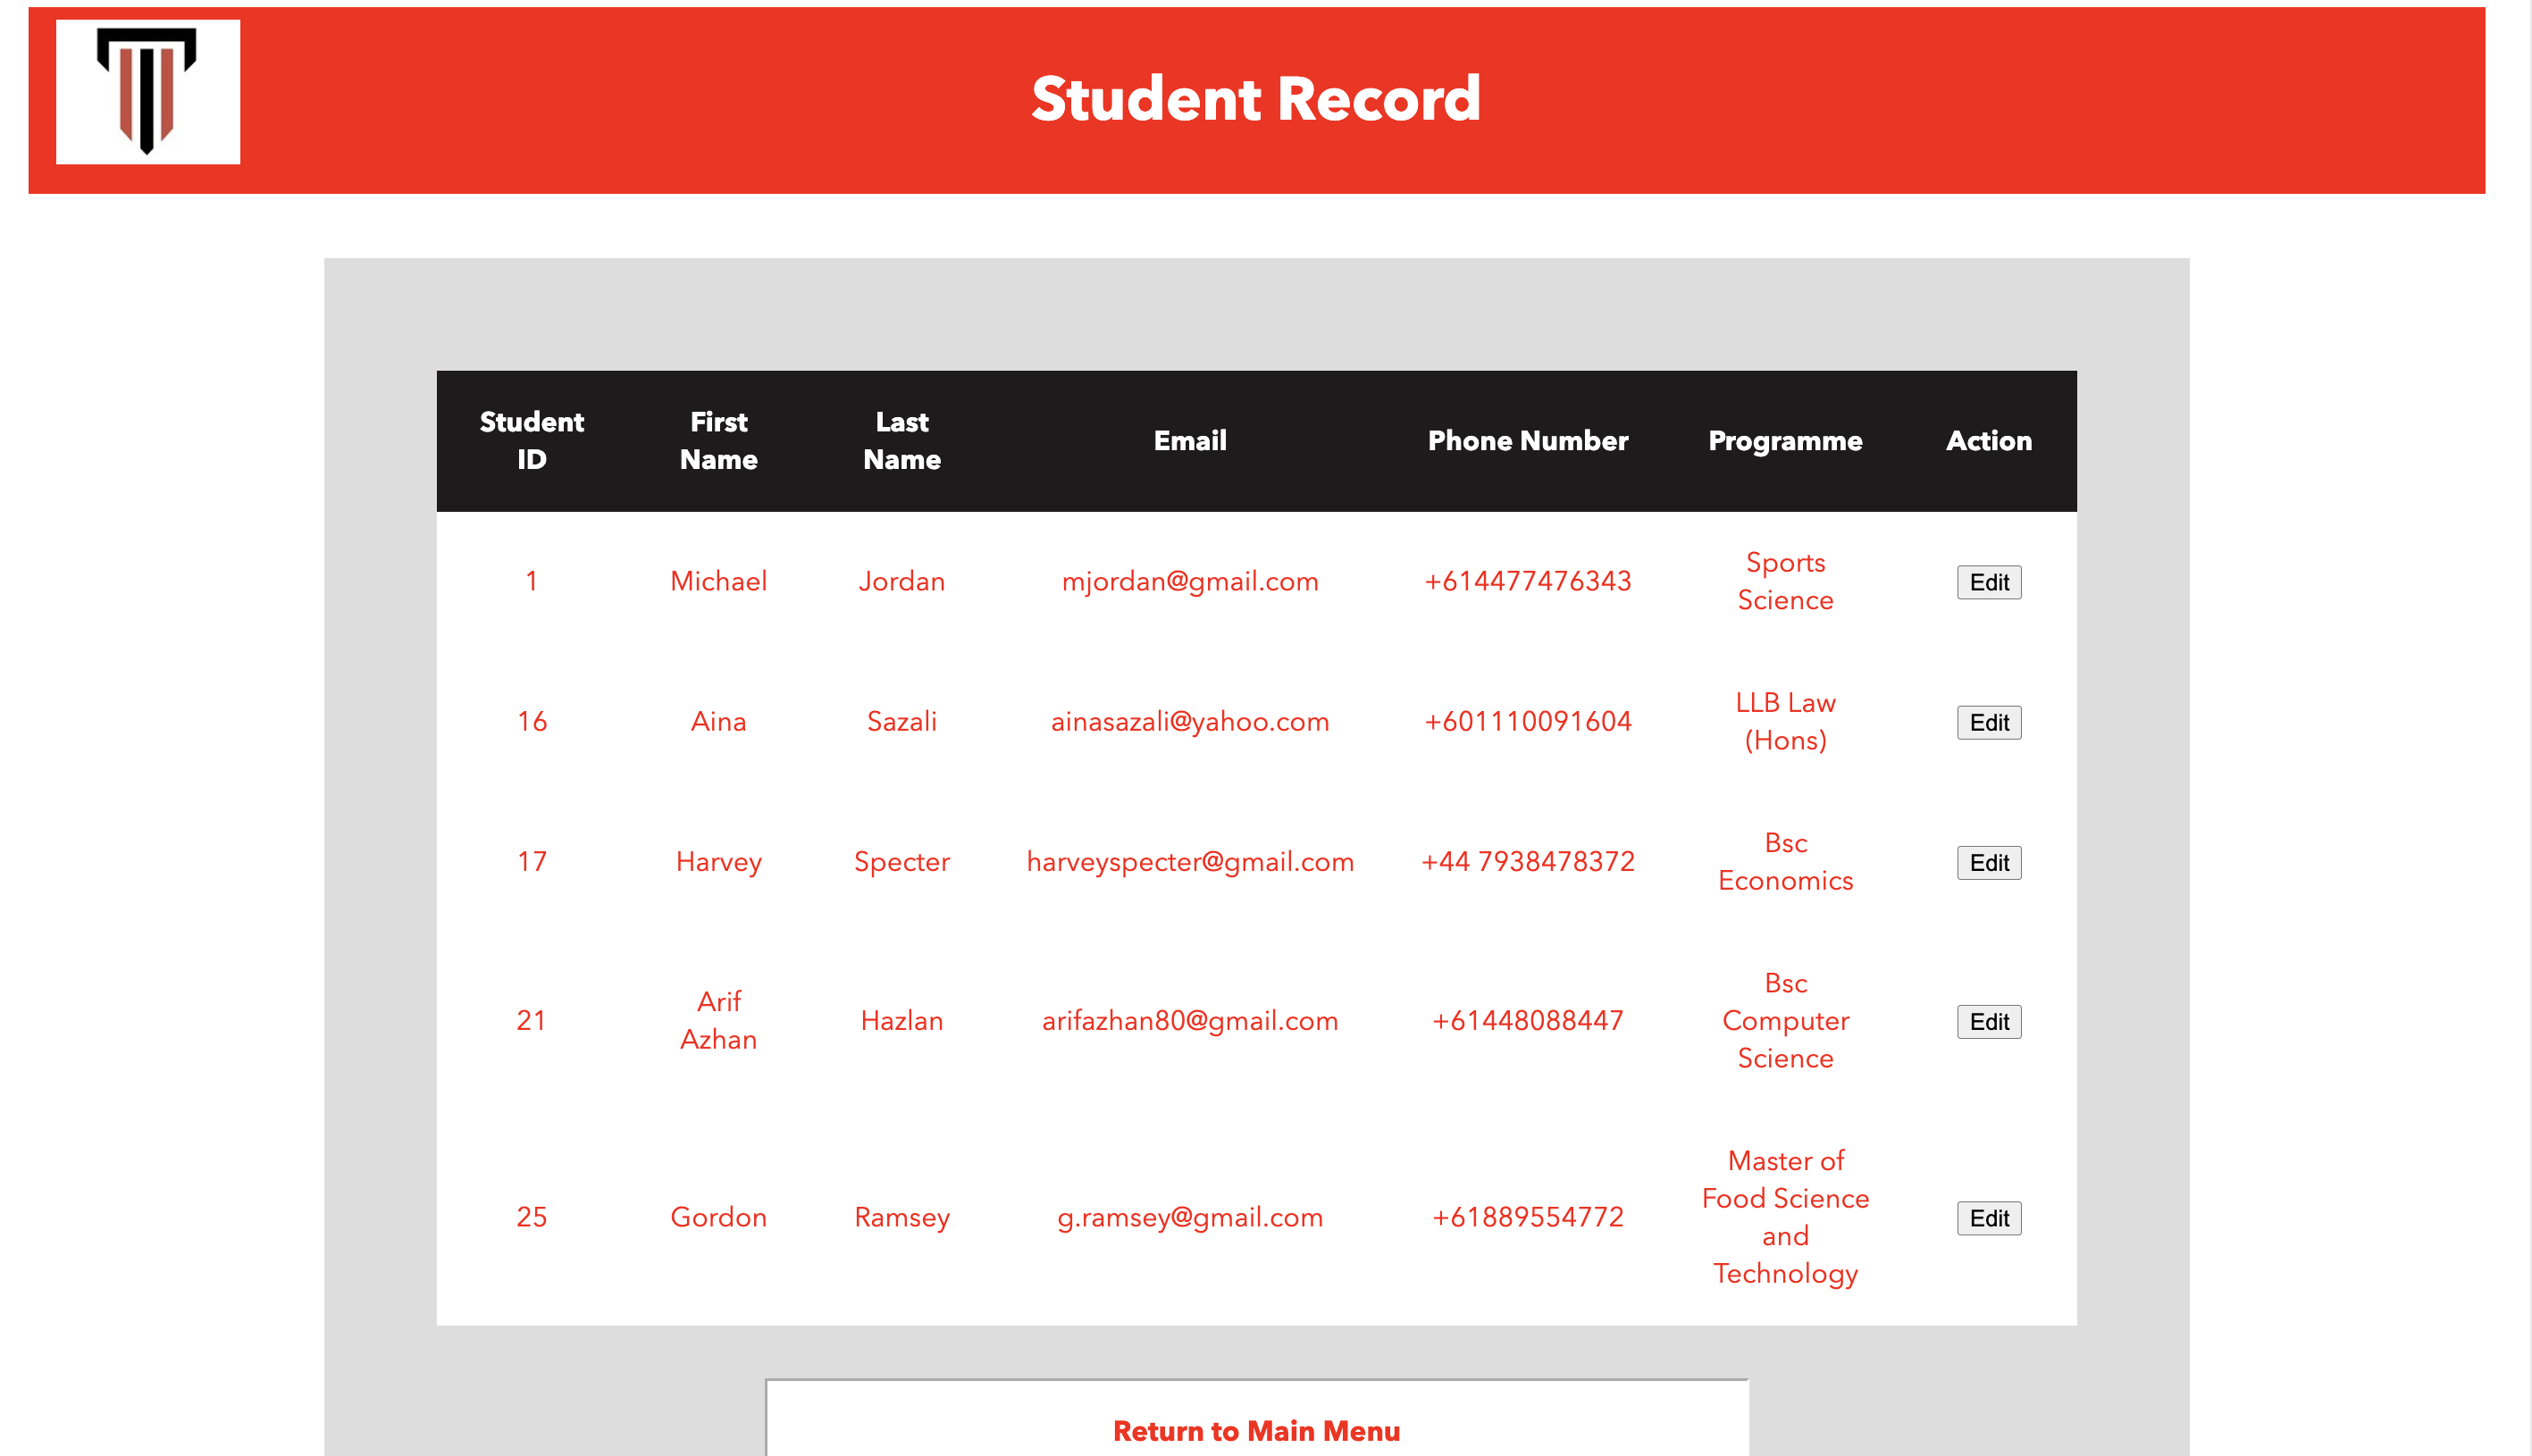 Student Record
Student ID First Name Last Name Email Phone Number Programme Action
1 Michael Jordan mjordan@gmail.com +614477476343 Sports Science Edit
16 Aina Sazali ainasazali@yahoo.com +601110091604 LLB Law (Hons) Edit
17 Harvey Specter harveyspecter@gmail.com +44 7938478372 Bsc Economics Edit
21 Arif Azhan Hazlan arifazhan80@gmail.com +61448088447 Bsc Computer Science Edit
25 Gordon Ramsey g.ramsey@gmail.com +61889554772 Master of Food Science and Technology Edit
Return to Main Menu